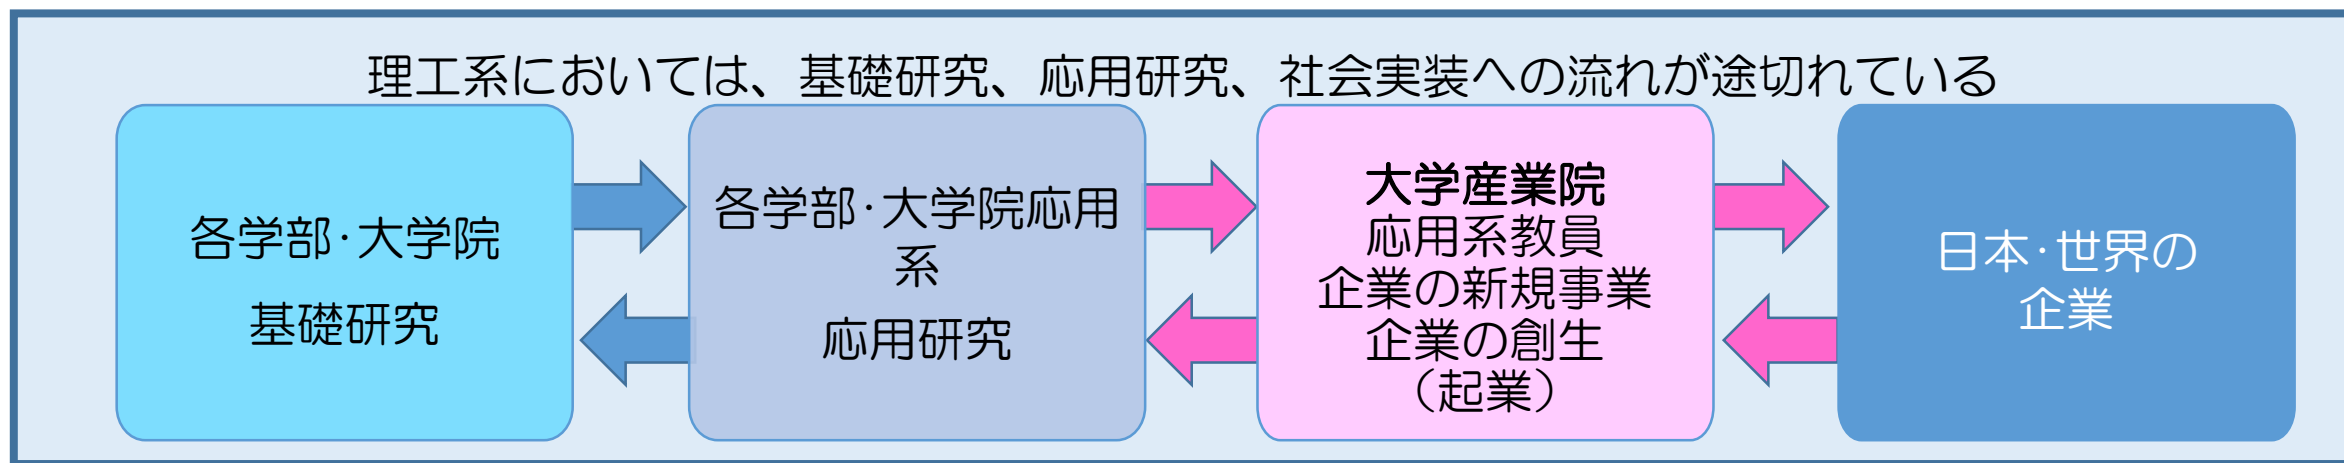 理工系においては、基礎研究、応用研究、社会実装への流れが途切れている
各学部･大学院
基礎研究
各学部･大学院応用
系
応用研究
大学産業院
応用系教員
企業の新規事業
企業の創生
（起業）
日本･世界の
企業